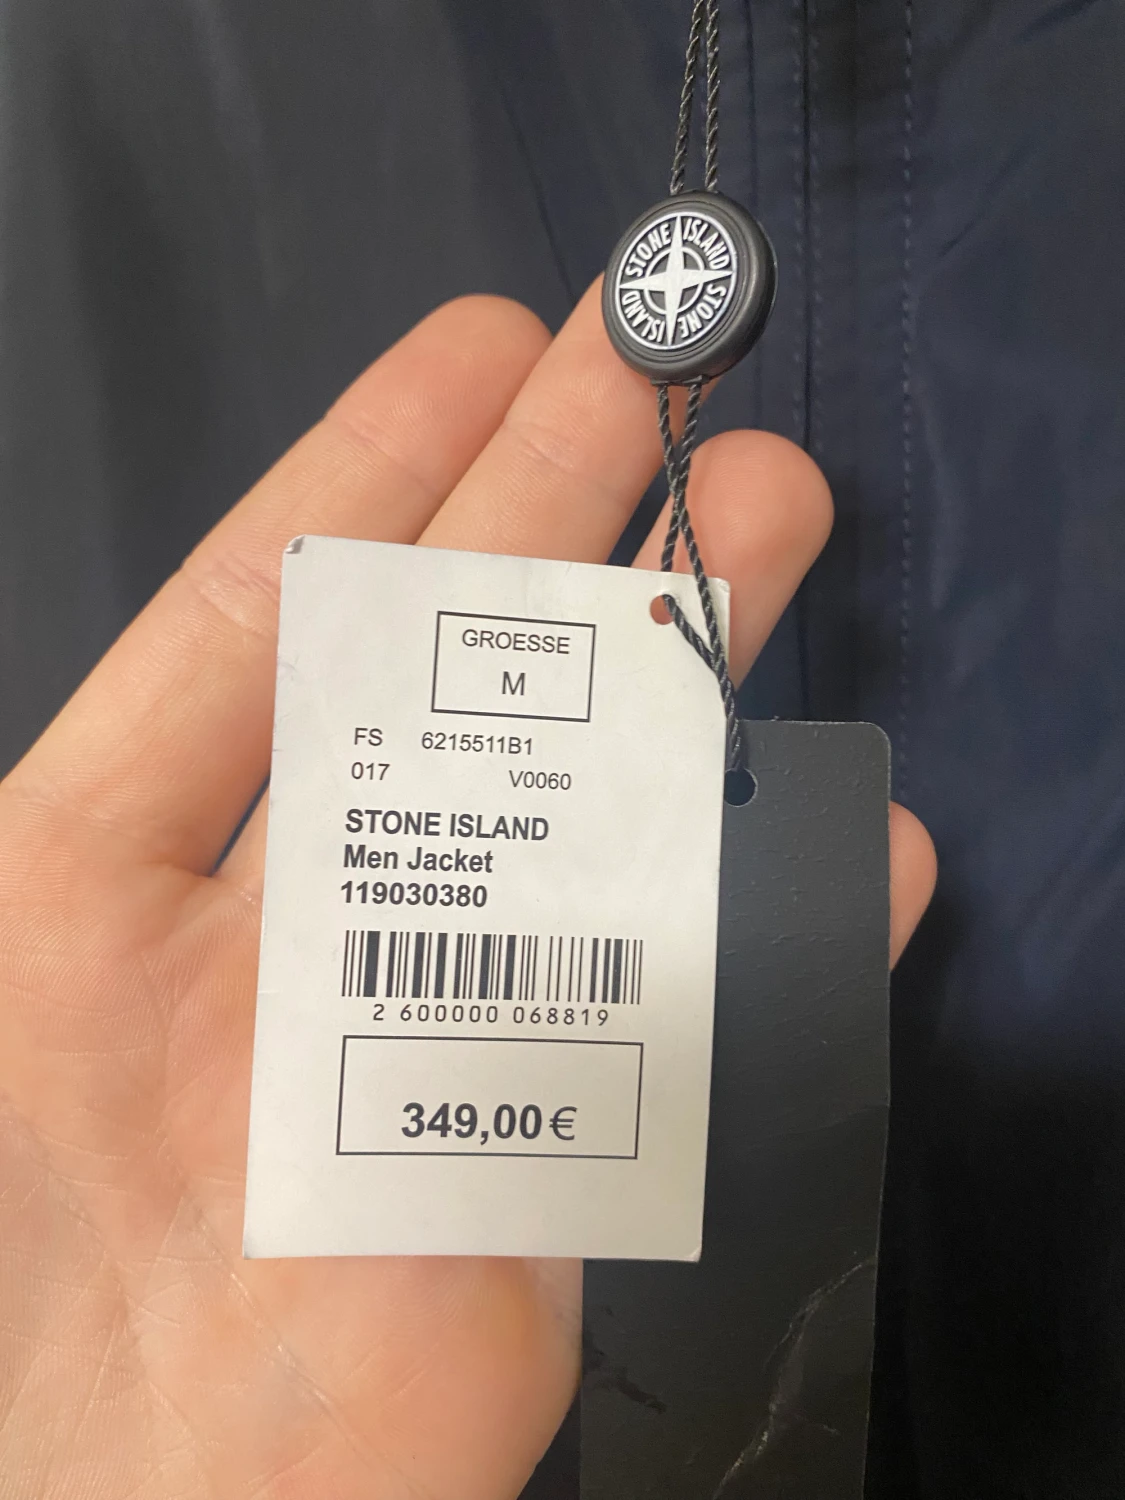 STONE ISLAND STONE ISLAND
GROESSE
M
FS 6215511B1
017 V0060
STONE ISLAND
Men Jacket
119030380
2 600000 068819
349,00€